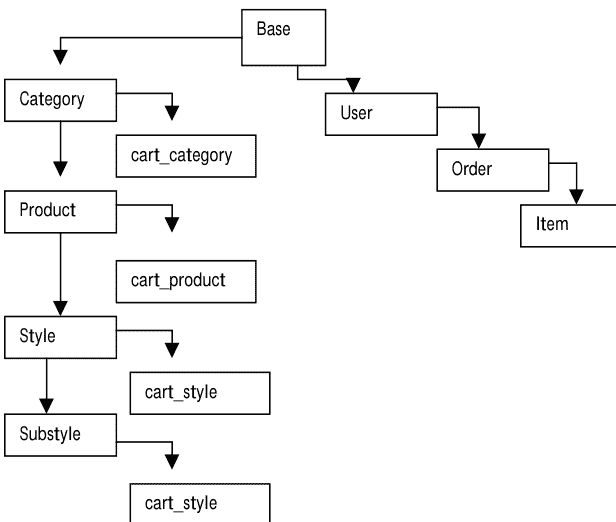 Base
Category
User
cart_category
Order
Product
Item
cart_product
Style
cart_style
Substyle
cart_style